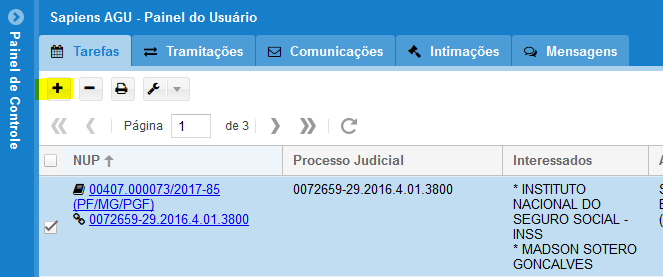 Sapiens AGU - Painel do Usuário
Painel de Controle
Tarefas
Tramitações
Comunicações
Intimações
Mensagens
Página 1 de 3
NUP
Processo Judicial
Interessados
00407.000073/2017-85
(PF/MG/PGF)
0072659-29.2016.4.01.3800
0072659-29.2016.4.01.3800
* INSTITUTO
NACIONAL DO
SEGURO SOCIAL -
INSS
* MADSON SOTERO
GONCALVES